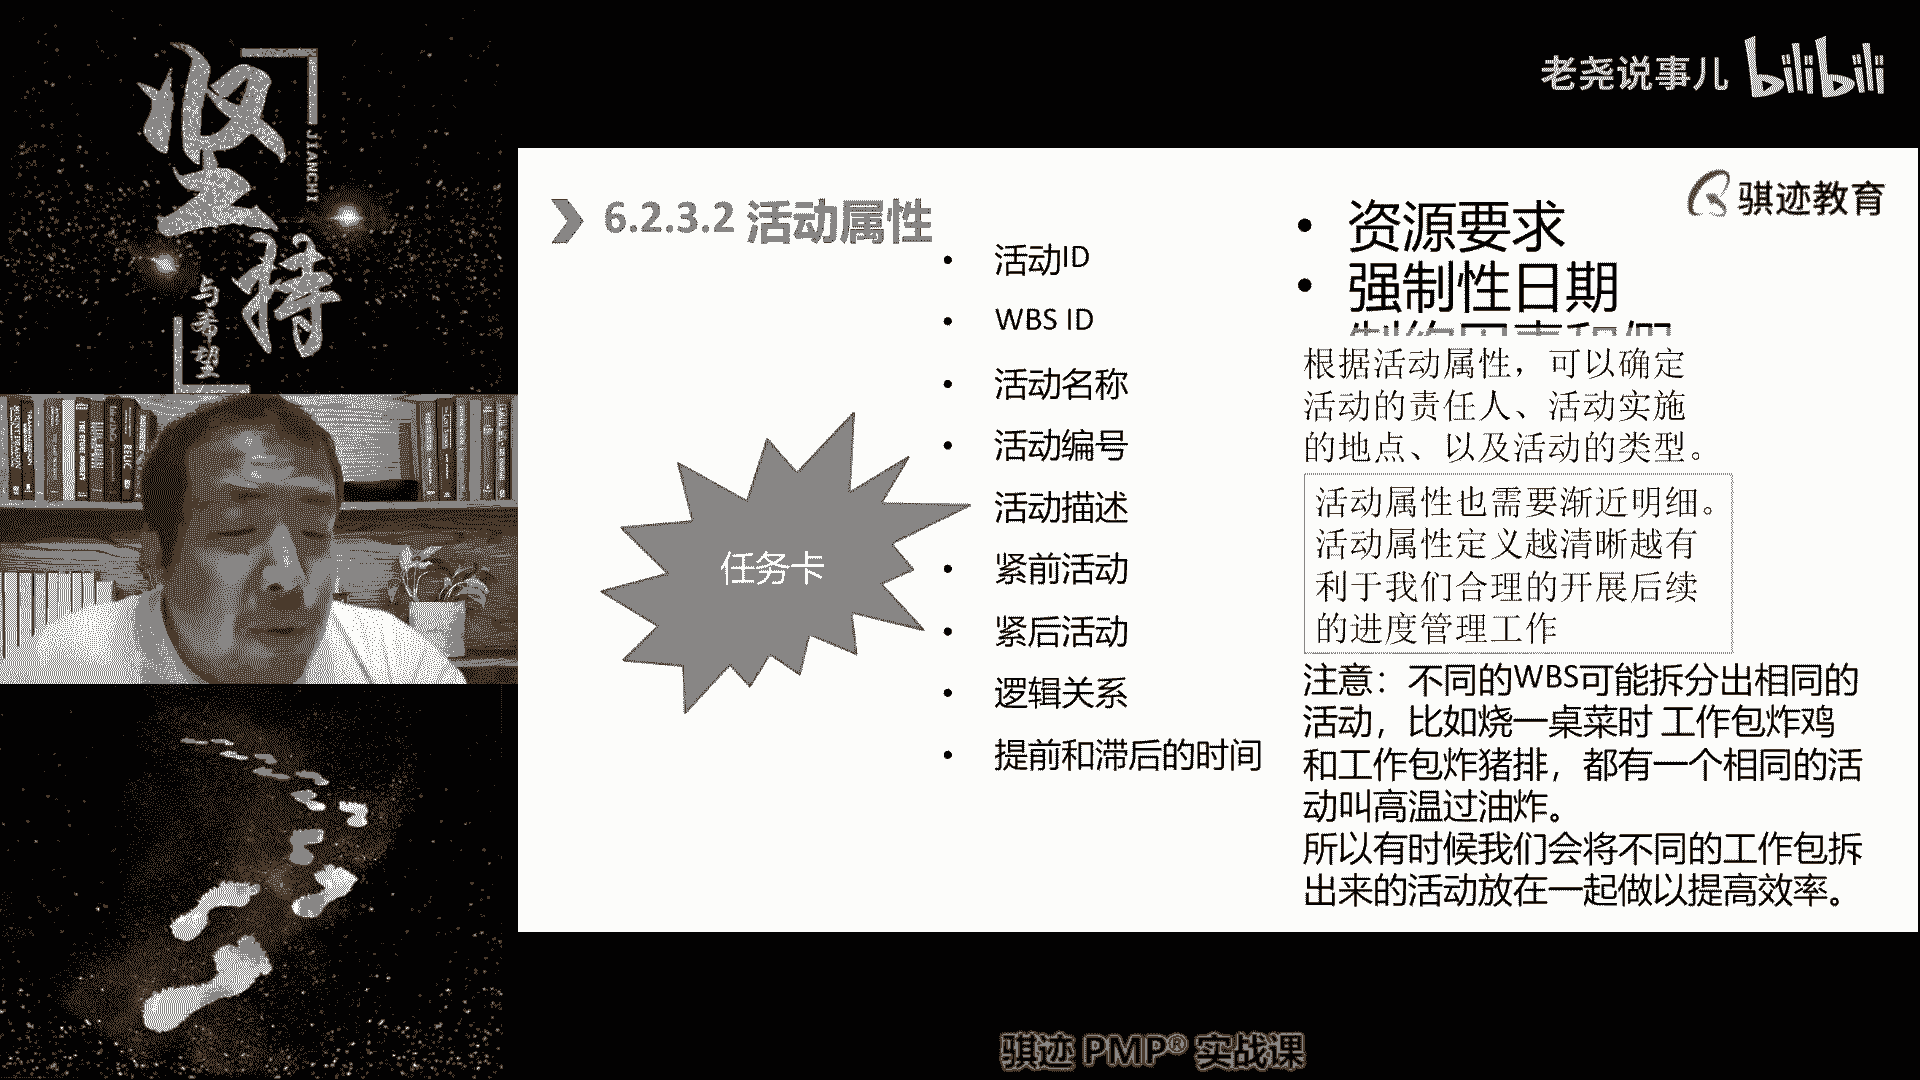 坚
持
JIANCHI
与希望
老尧说事儿 bilibili
骐迹教育
6.2.3.2 活动属性
• 活动ID
• WBS ID
• 活动名称
• 活动编号
• 活动描述
• 紧前活动
• 紧后活动
• 逻辑关系
• 提前和滞后的时间
任务卡
• 资源要求
• 强制性日期
制约因素和假
根据活动属性，可以确定
活动的责任人、活动实施
的地点、以及活动的类型。
活动属性也需要渐近明细。
活动属性定义越清晰越有
利于我们合理的开展后续
的进度管理工作
注意：不同的WBS可能拆分出相同的
活动，比如烧一桌菜时 工作包炸鸡
和工作包炸猪排，都有一个相同的活
动叫高温过油炸。
所以有时候我们会将不同的工作包拆
出来的活动放在一起做以提高效率。
骐迹 PMP® 实战课